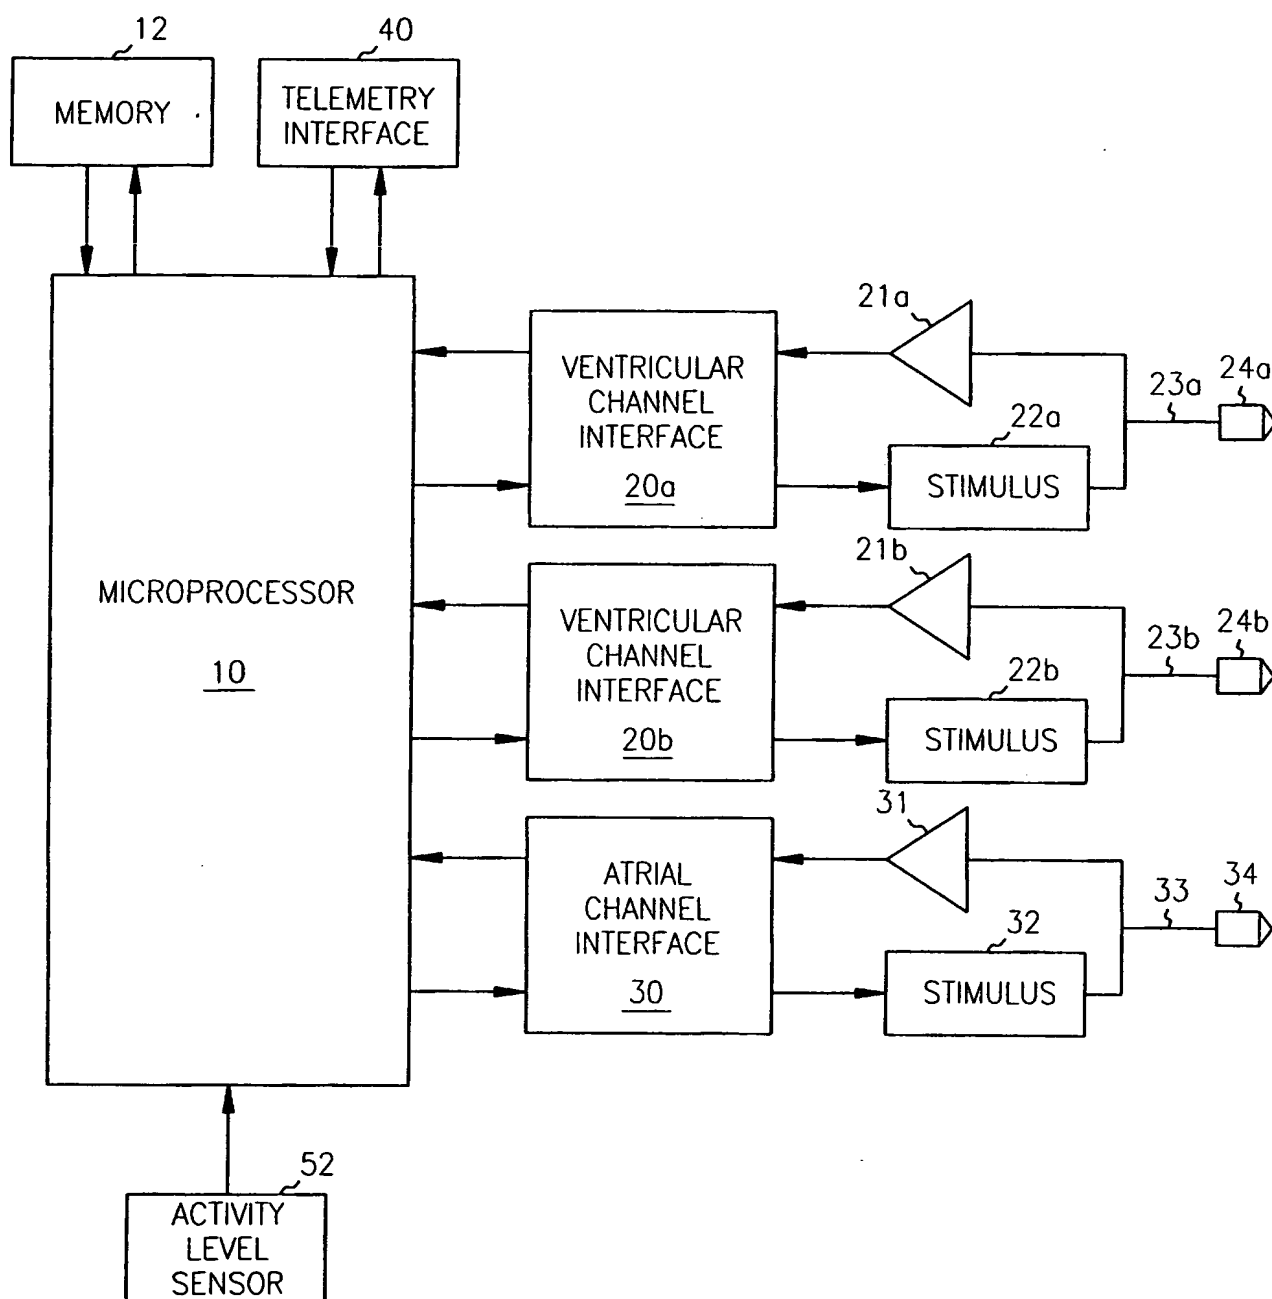 12
40
MEMORY
TELEMETRY
INTERFACE
21a
VENTRICULAR
CHANNEL
INTERFACE
20a
23a
24a
22a
STIMULUS
MICROPROCESSOR
10
21b
VENTRICULAR
CHANNEL
INTERFACE
20b
23b
24b
22b
STIMULUS
31
ATRIAL
CHANNEL
INTERFACE
30
33
34
32
STIMULUS
52
ACTIVITY
LEVEL
SENSOR